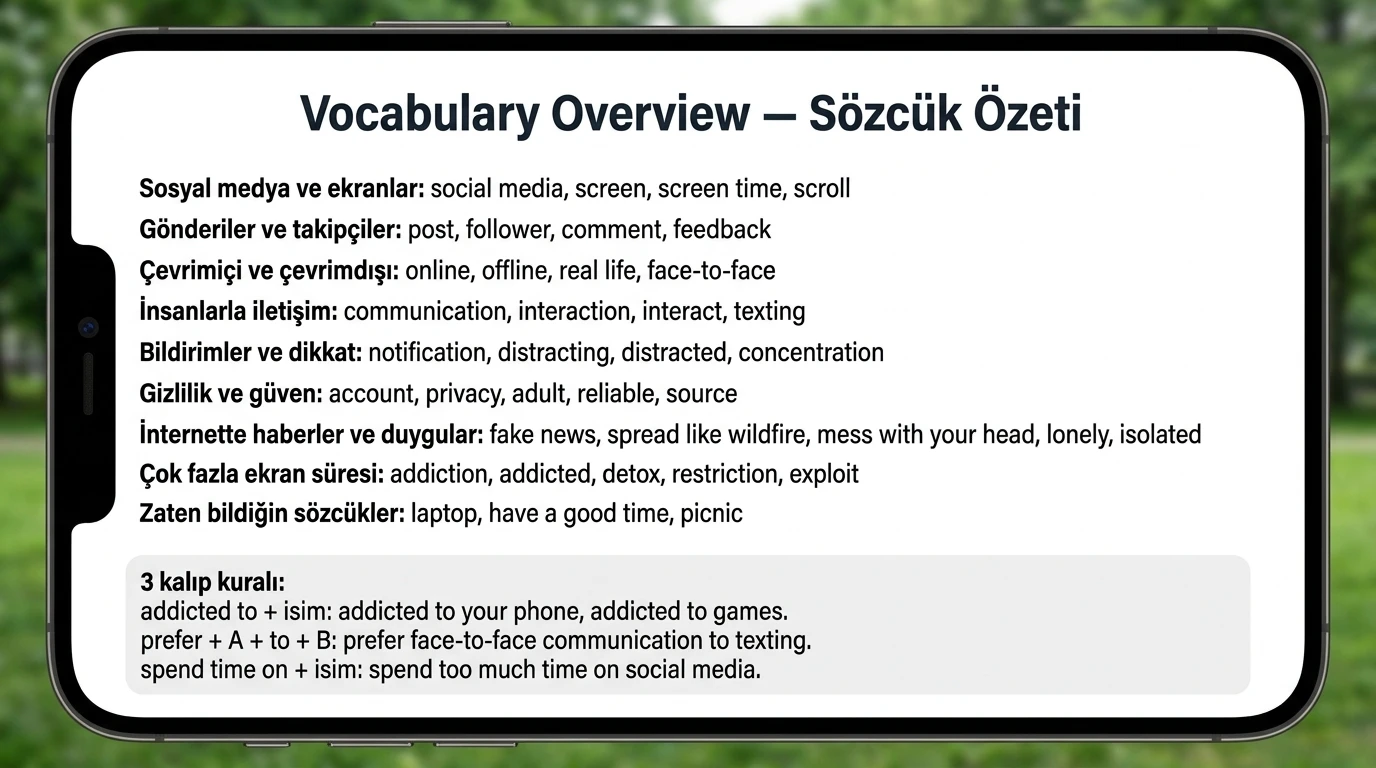 Vocabulary Overview — Sözcük Özeti
Sosyal medya ve ekranlar: social media, screen, screen time, scroll
Gönderiler ve takipçiler: post, follower, comment, feedback
Çevrimiçi ve çevrimdışı: online, offline, real life, face-to-face
İnsanlarla iletişim: communication, interaction, interact, texting
Bildirimler ve dikkat: notification, distracting, distracted, concentration
Gizlilik ve güven: account, privacy, adult, reliable, source
İnternette haberler ve duygular: fake news, spread like wildfire, mess with your head, lonely, isolated
Çok fazla ekran süresi: addiction, addicted, detox, restriction, exploit
Zaten bildiğin sözcükler: laptop, have a good time, picnic
3 kalıp kuralı:
addicted to + isim: addicted to your phone, addicted to games.
prefer + A + to + B: prefer face-to-face communication to texting.
spend time on + isim: spend too much time on social media.